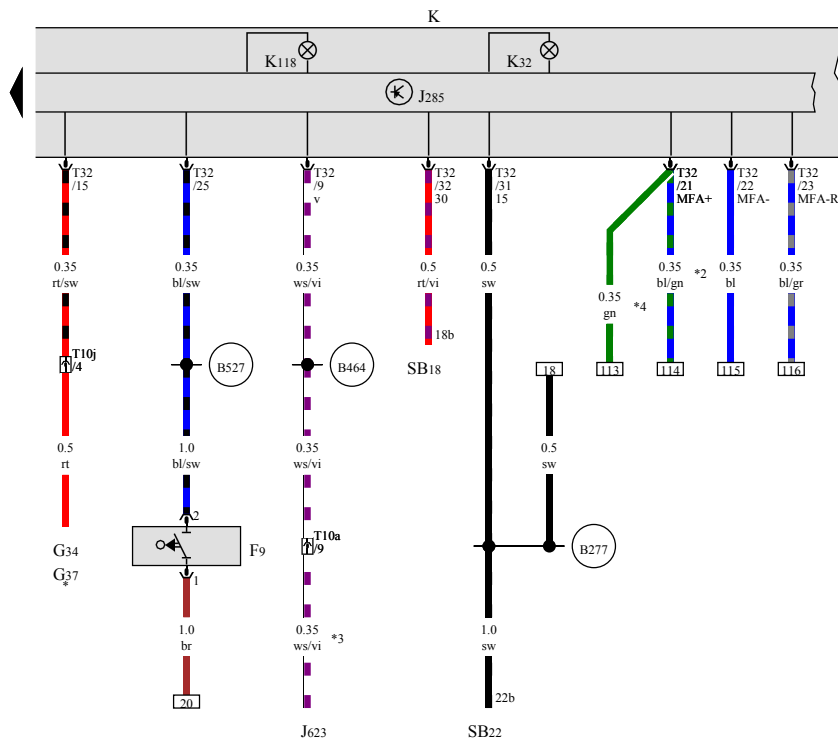 K
K118
K32
J285
T32
/15
T32
/25
T32
/9
v
T32
/32
30
T32
/31
15
T32
/21
MFA+
T32
/22
MFA-
T32
/23
MFA-R
0.35
rt/sw
0.35
bl/sw
0.35
ws/vi
0.5
rt/vi
0.5
sw
0.35
gn
*4
0.35
bl/gn
*2
0.35
bl
0.35
bl/gr
T10j
/4
B527
B464
18b
SB18
18
113
114
115
116
0.5
rt
1.0
bl/sw
0.35
ws/vi
0.5
sw
2
F9
1
T10a
/9
B277
G34
G37
*
1.0
br
0.35
ws/vi
*3
1.0
sw
20
22b
J623
SB22